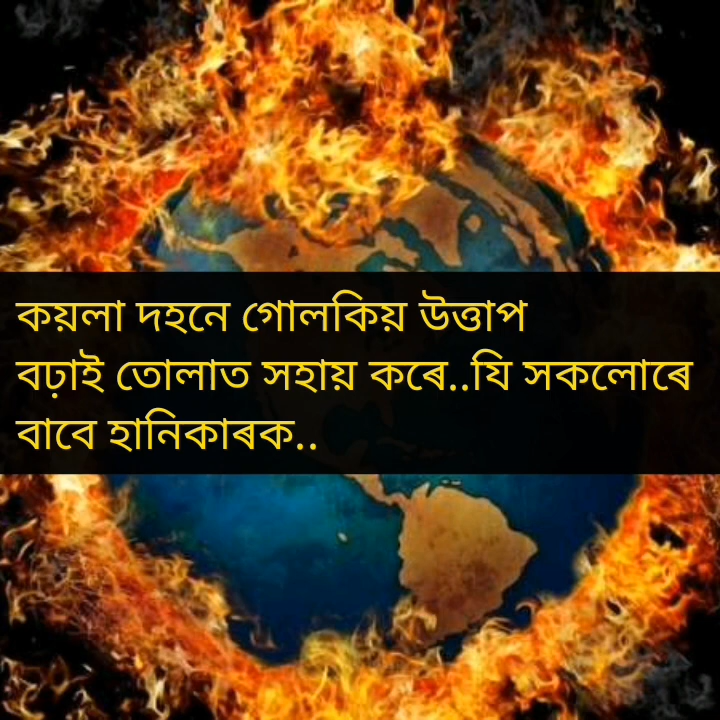 কয়লা দহনে গোলকিয় উত্তাপ
বঢ়াই তোলাত সহায় কৰে..যি সকলোৰে
বাবে হানিকাৰক..